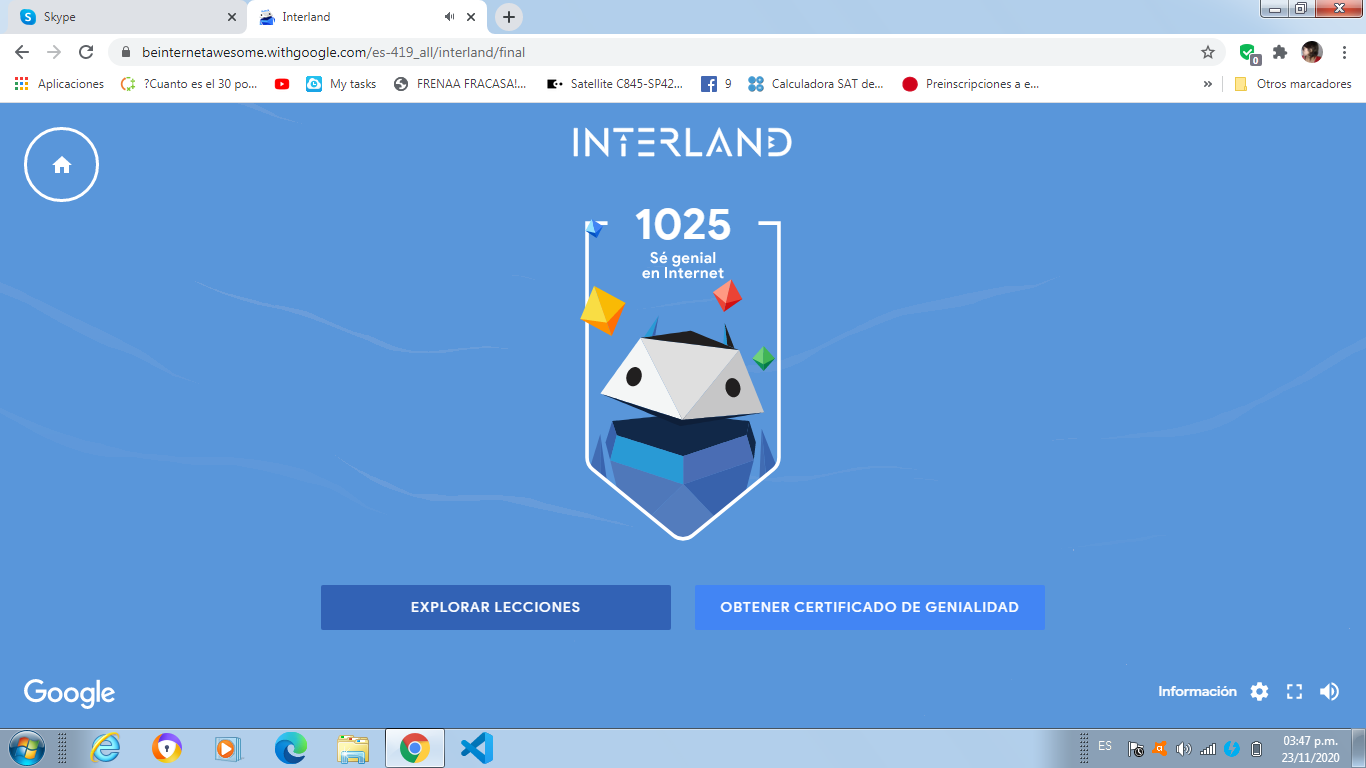 Skype
Interland
beinternetawesome.withgoogle.com/es-419_all/interland/final
0
Aplicaciones
?Cuanto es el 30 po...
My tasks
FRENAA FRACASA!...
Satellite C845-SP42...
9
Calculadora SAT de...
Preinscripciones a e...
»
Otros marcadores
INTERLAND
1025
Sé genial
en Internet
EXPLORAR LECCIONES
OBTENER CERTIFICADO DE GENIALIDAD
Google
Información
ES
03:47 p.m.
23/11/2020